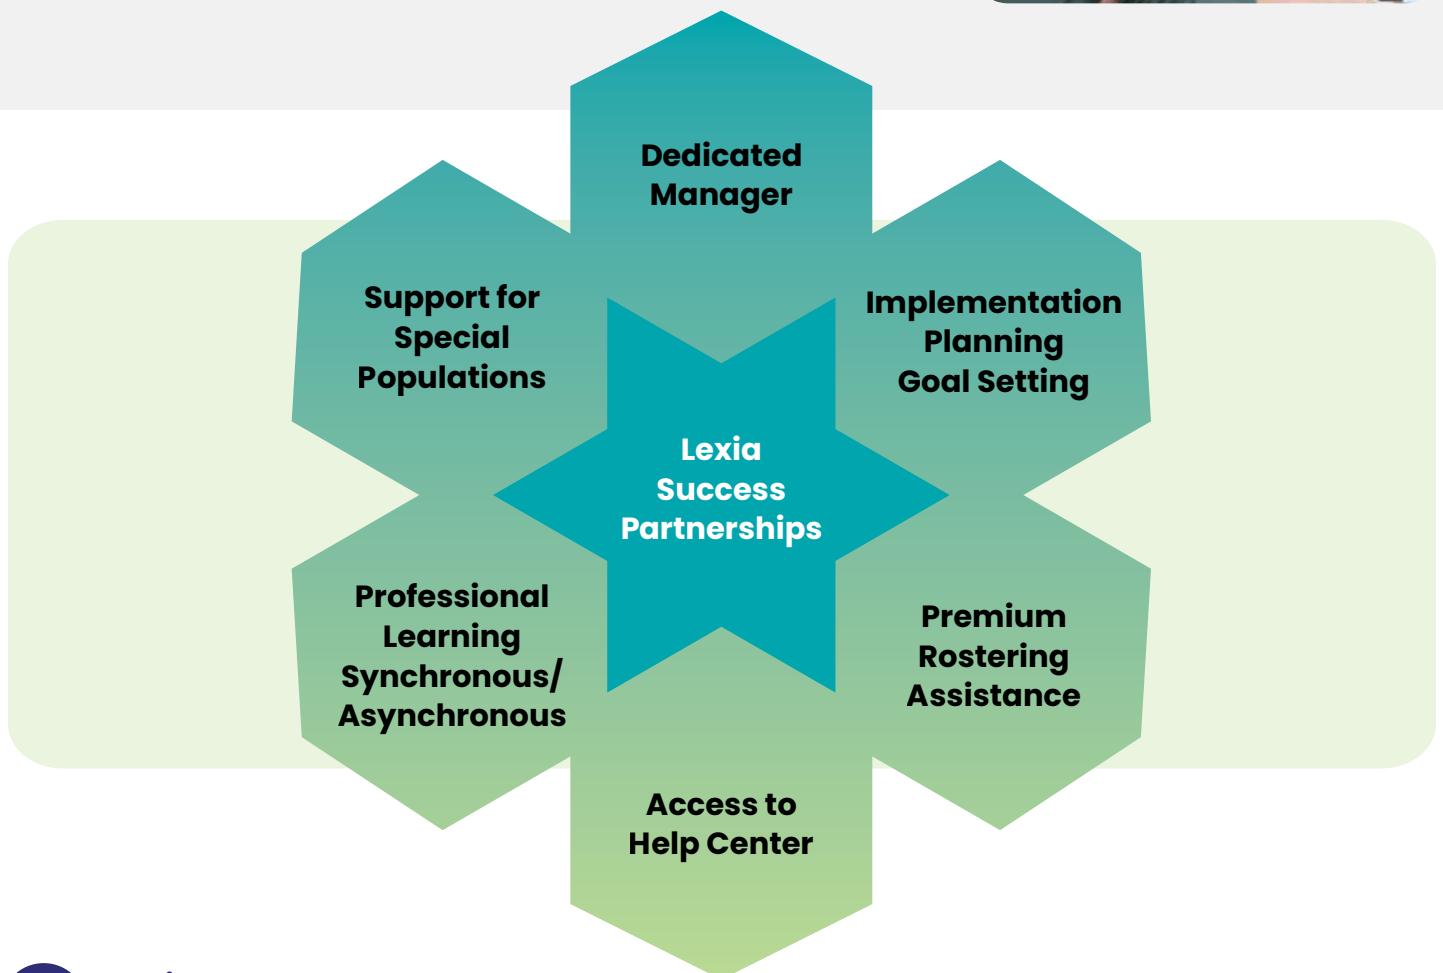 Dedicated
Manager
Support for
Special
Populations
Implementation
Planning
Goal Setting
Lexia
Success
Partnerships
Professional
Learning
Synchronous/
Asynchronous
Premium
Rostering
Assistance
Access to
Help Center